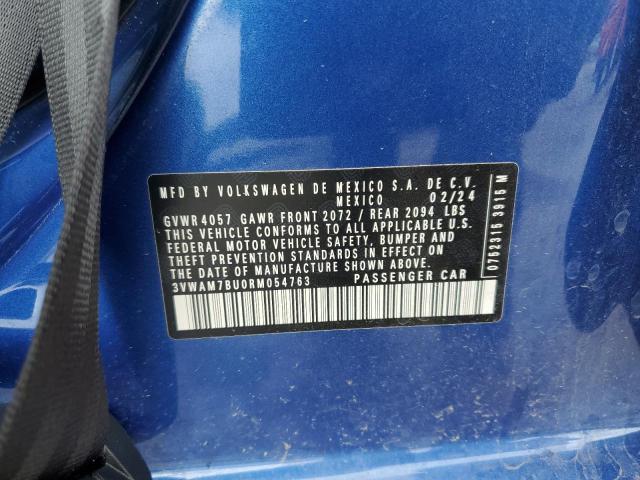 MFD BY VOLKSWAGEN DE MEXICO S.A. DE C.V.
MEXICO 02/24
GVWR 4057 GAWR FRONT 2072 / REAR 2094 LBS
THIS VEHICLE CONFORMS TO ALL APPLICABLE U.S.
FEDERAL MOTOR VEHICLE SAFETY, BUMPER AND
THEFT PREVENTION STANDARDS IN EFFECT
ON THE DATE OF MANUFACTURE SHOWN ABOVE.
3VWAM7BU0RM054763 PASSENGER CAR
0752315 3915 M